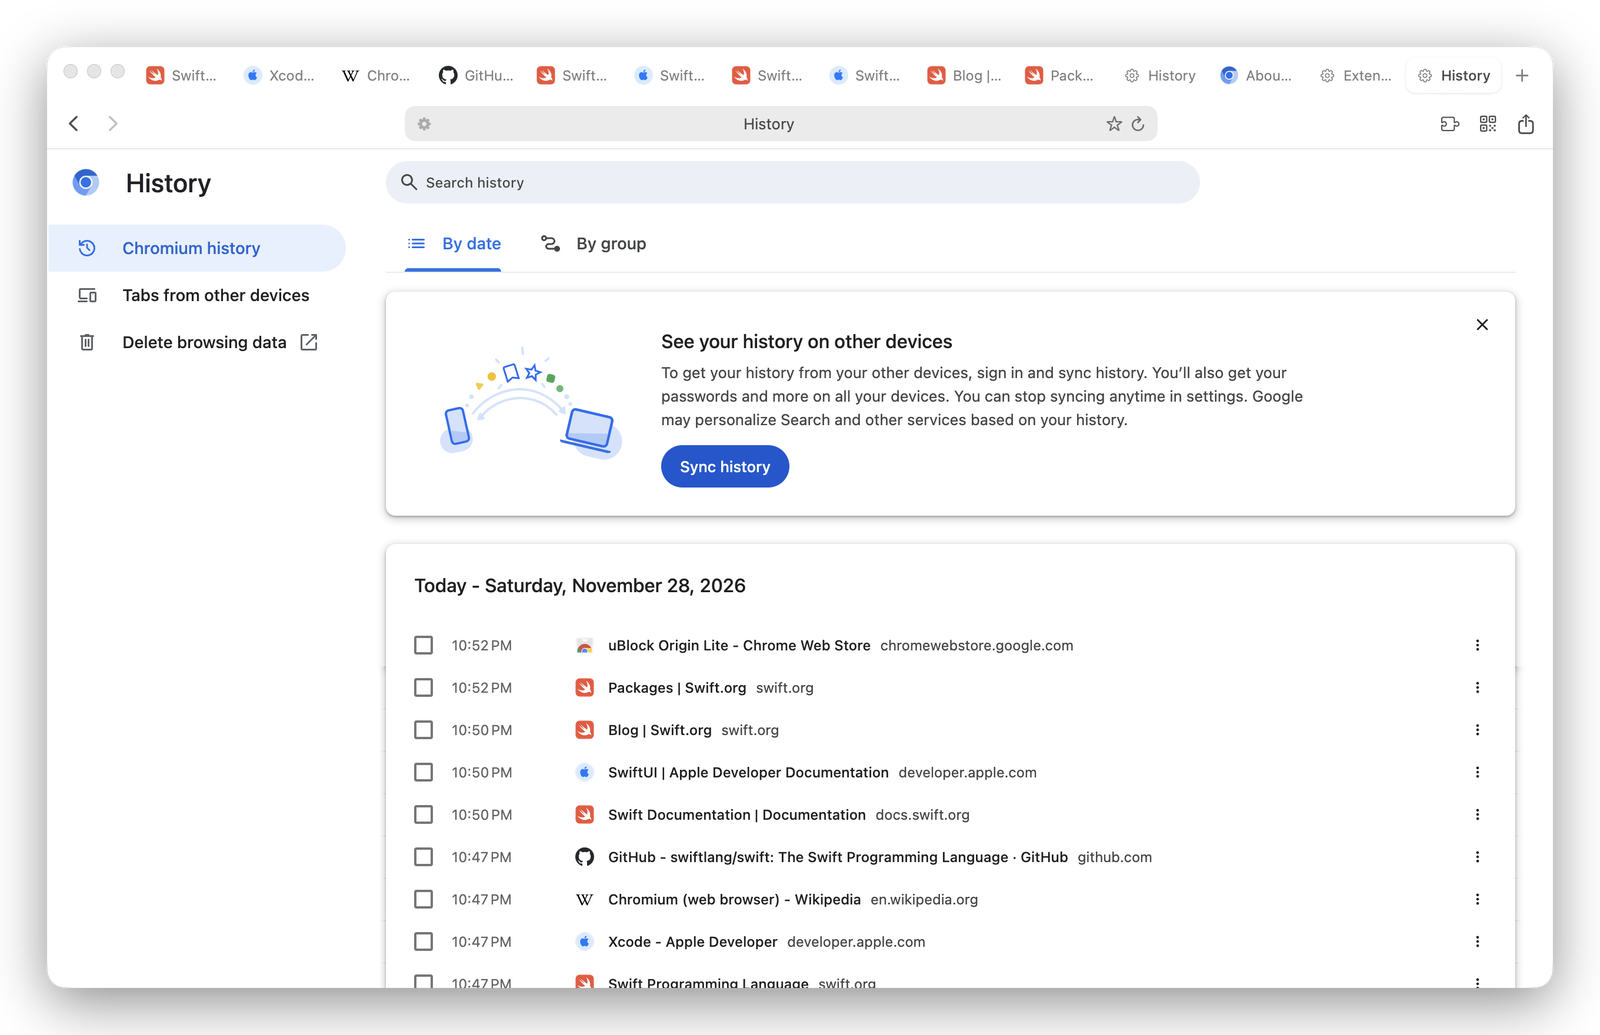 Swift...
Xcod...
Chro...
GitHu...
Swift...
Swift...
Swift...
Swift...
Blog |...
Pack...
History
Abou...
Exten...
History
History
History
Search history
Chromium history
Tabs from other devices
Delete browsing data
By date
By group
See your history on other devices
To get your history from your other devices, sign in and sync history. You’ll also get your
passwords and more on all your devices. You can stop syncing anytime in settings. Google
may personalize Search and other services based on your history.
Sync history
Today - Saturday, November 28, 2026
10:52 PM uBlock Origin Lite - Chrome Web Store chromewebstore.google.com
10:52 PM Packages | Swift.org swift.org
10:50 PM Blog | Swift.org swift.org
10:50 PM SwiftUI | Apple Developer Documentation developer.apple.com
10:50 PM Swift Documentation | Documentation docs.swift.org
10:47 PM GitHub - swiftlang/swift: The Swift Programming Language · GitHub github.com
10:47 PM Chromium (web browser) - Wikipedia en.wikipedia.org
10:47 PM Xcode - Apple Developer developer.apple.com
10:47 PM Swift Programming Language swift.org